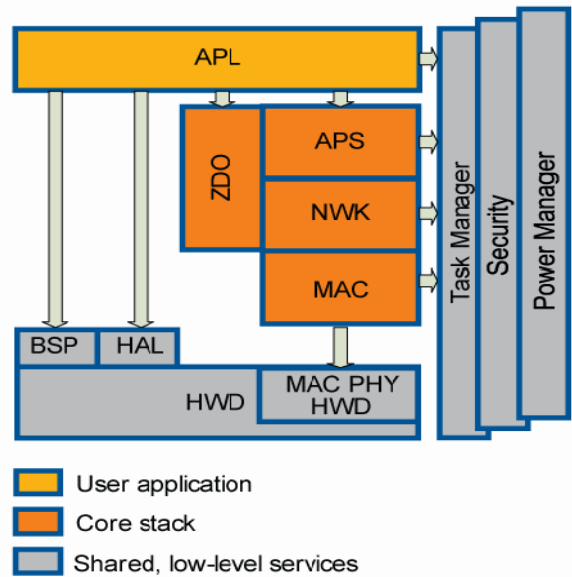 APL
ZDO
APS
NWK
MAC
BSP
HAL
HWD
MAC PHY
HWD
Task Manager
Security
Power Manager
User application
Core stack
Shared, low-level services